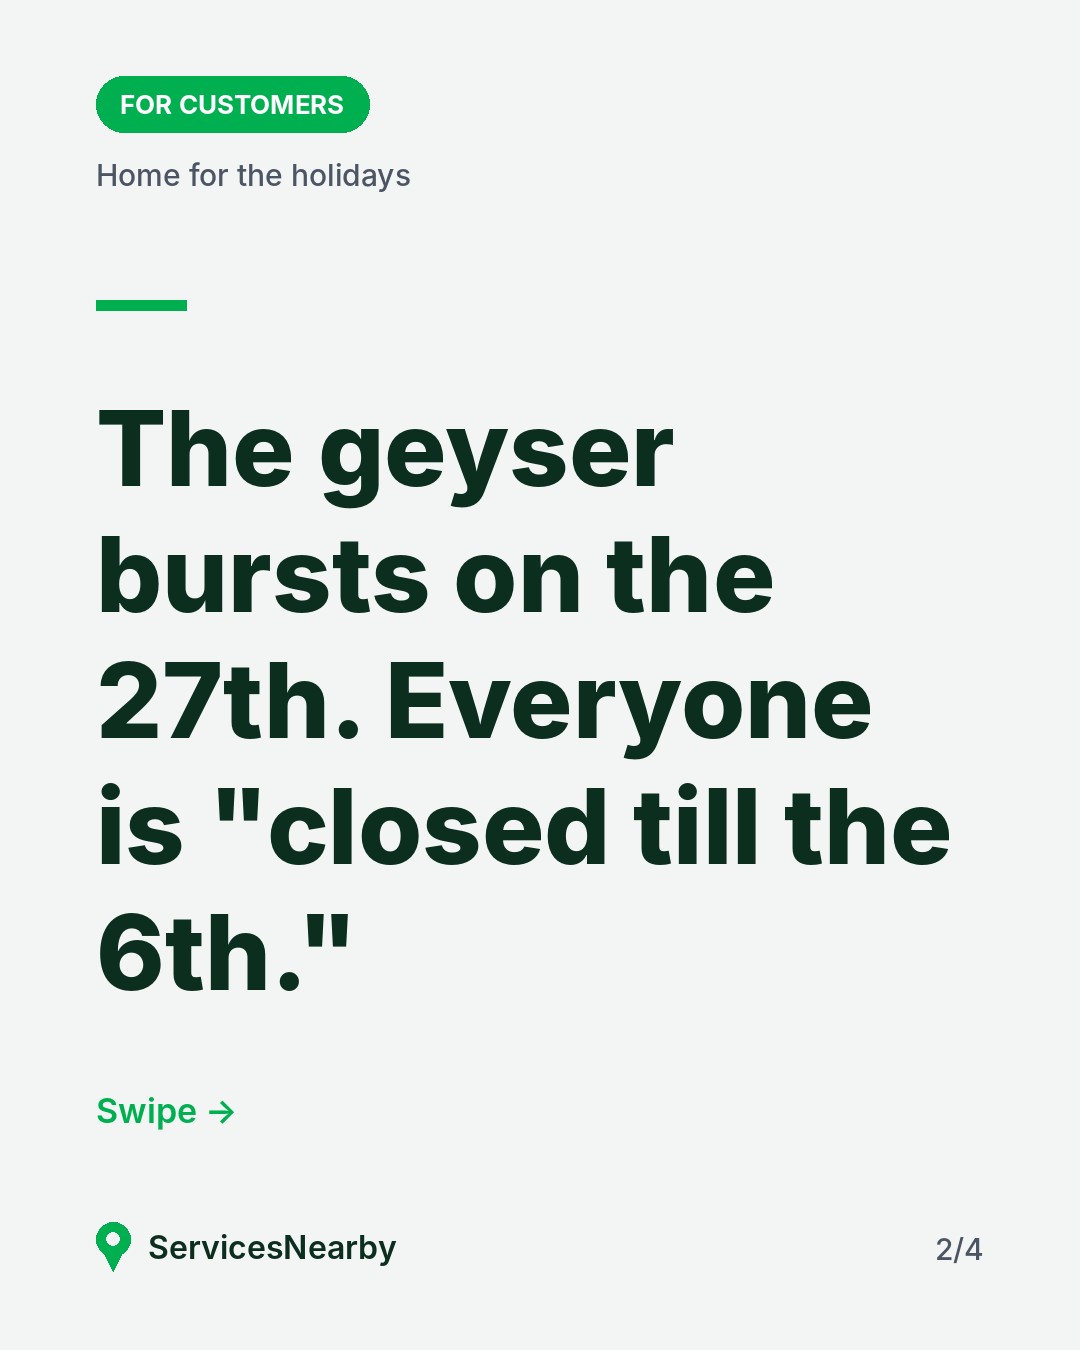 FOR CUSTOMERS
Home for the holidays
The geyser
bursts on the
27th. Everyone
is "closed till the
6th."
Swipe →
ServicesNearby
2/4